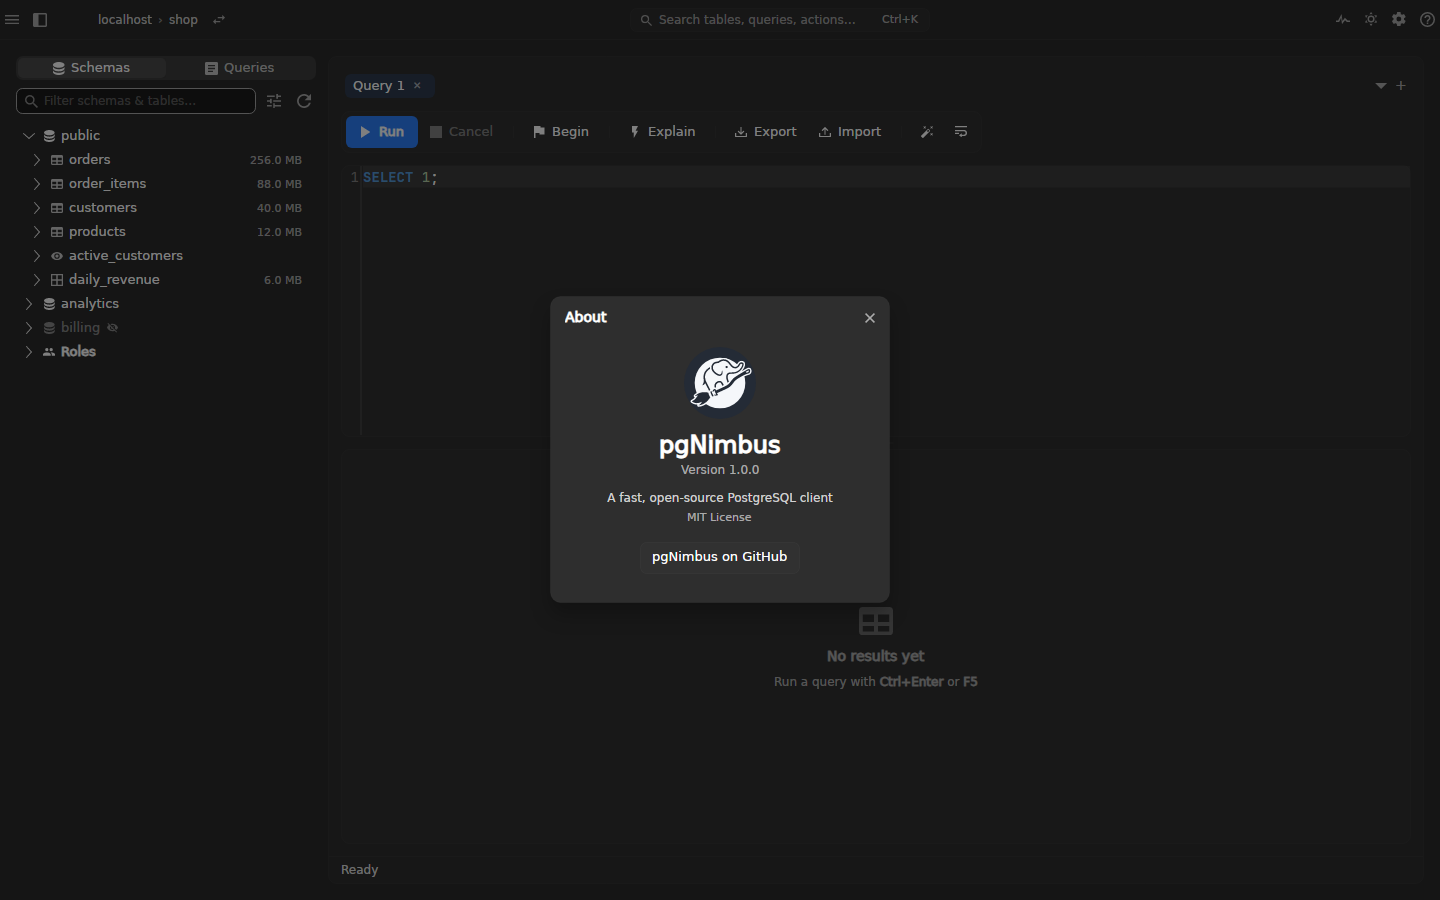 localhost › shop
Search tables, queries, actions... Ctrl+K
Schemas Queries
Filter schemas & tables...
public
orders 256.0 MB
order_items 88.0 MB
customers 40.0 MB
products 12.0 MB
active_customers
daily_revenue 6.0 MB
analytics
billing
Roles
Query 1 ×
Run Cancel Begin Explain Export Import
1 SELECT 1;
About
pgNimbus
Version 1.0.0
A fast, open-source PostgreSQL client
MIT License
pgNimbus on GitHub
No results yet
Run a query with Ctrl+Enter or F5
Ready